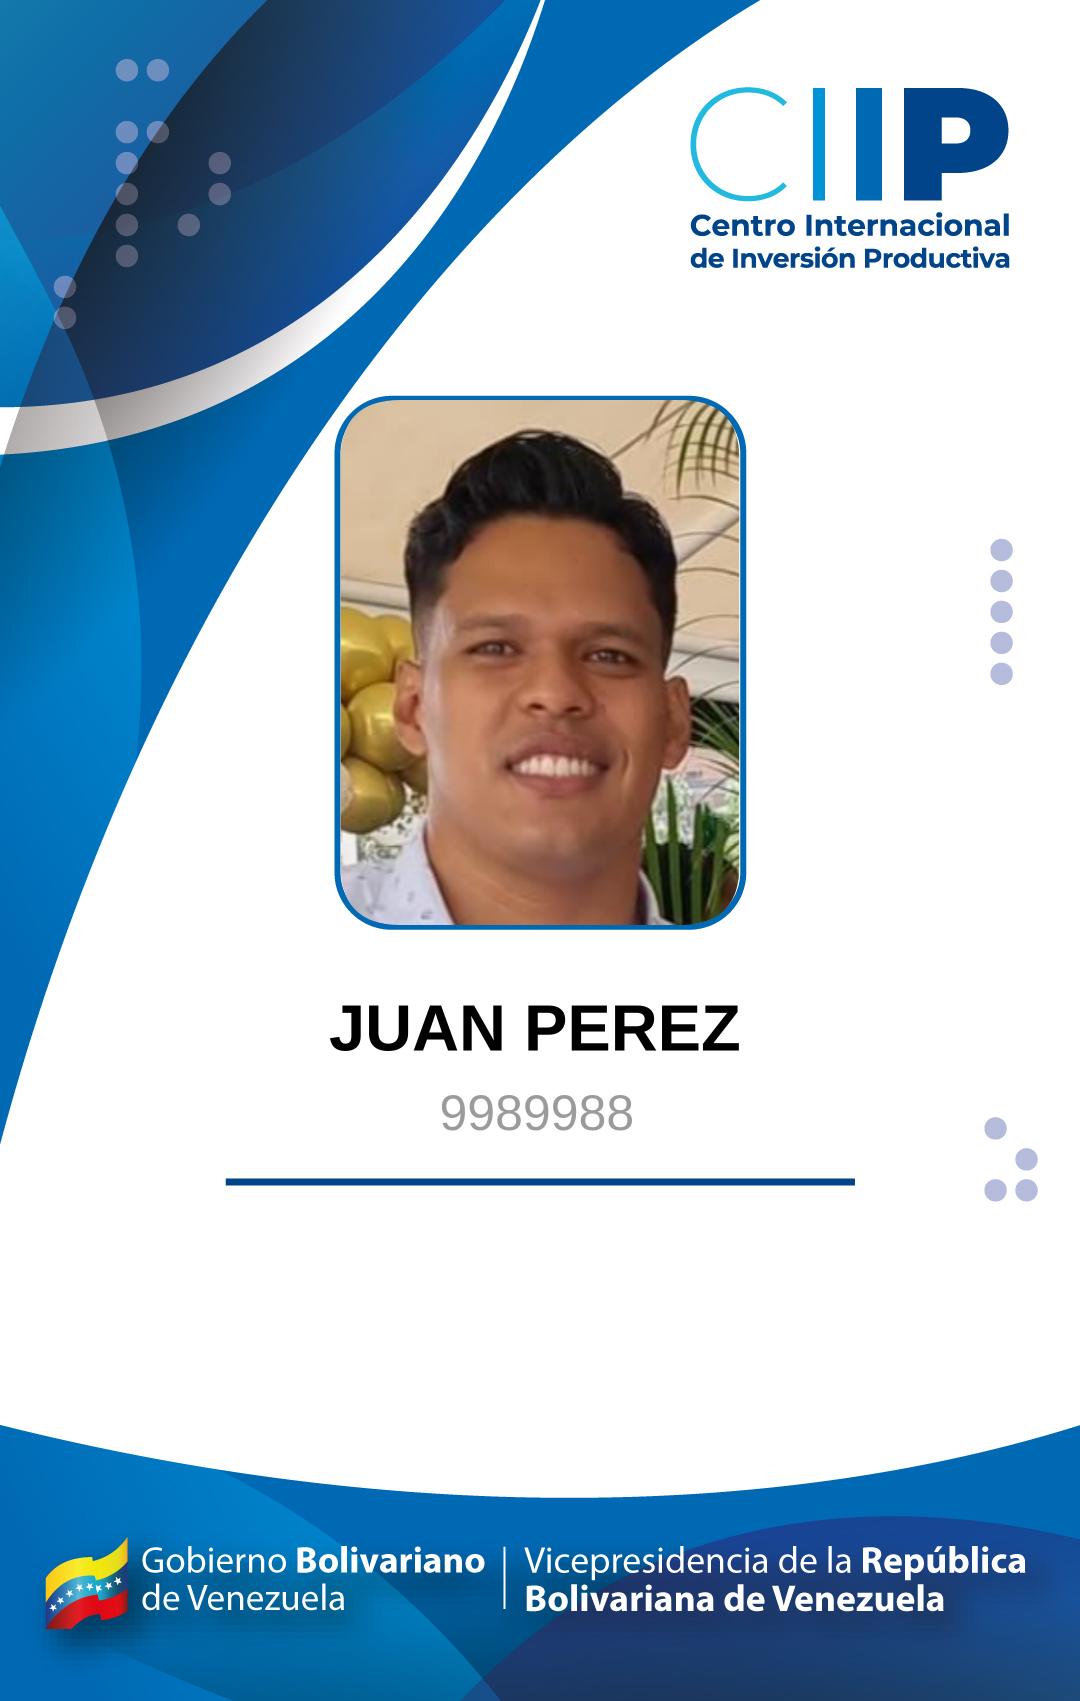 CIIP
Centro Internacional
de Inversión Productiva
JUAN PEREZ
9989988
Gobierno Bolivariano
de Venezuela
Vicepresidencia de la República
Bolivariana de Venezuela